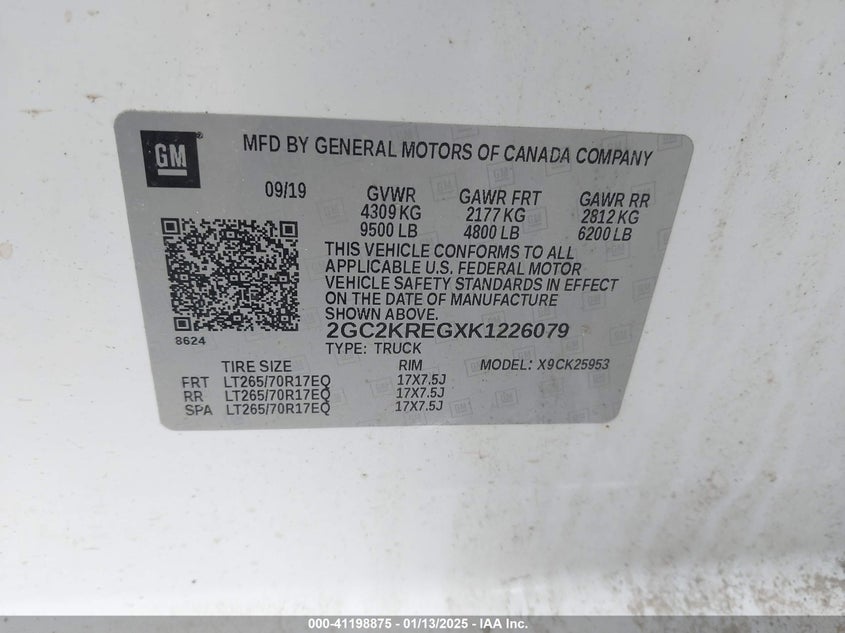 GM
MFD BY GENERAL MOTORS OF CANADA COMPANY
09/19 GVWR GAWR FRT GAWR RR
4309 KG 2177 KG 2812 KG
9500 LB 4800 LB 6200 LB
THIS VEHICLE CONFORMS TO ALL
APPLICABLE U.S. FEDERAL MOTOR
VEHICLE SAFETY STANDARDS IN EFFECT
ON THE DATE OF MANUFACTURE
SHOWN ABOVE.
8624
2GC2KREGXK1226079
TYPE: TRUCK
TIRE SIZE RIM MODEL: X9CK25953
FRT LT265/70R17EQ 17X7.5J
RR LT265/70R17EQ 17X7.5J
SPA LT265/70R17EQ 17X7.5J
000-41198875 - 01/13/2025 - IAA Inc.